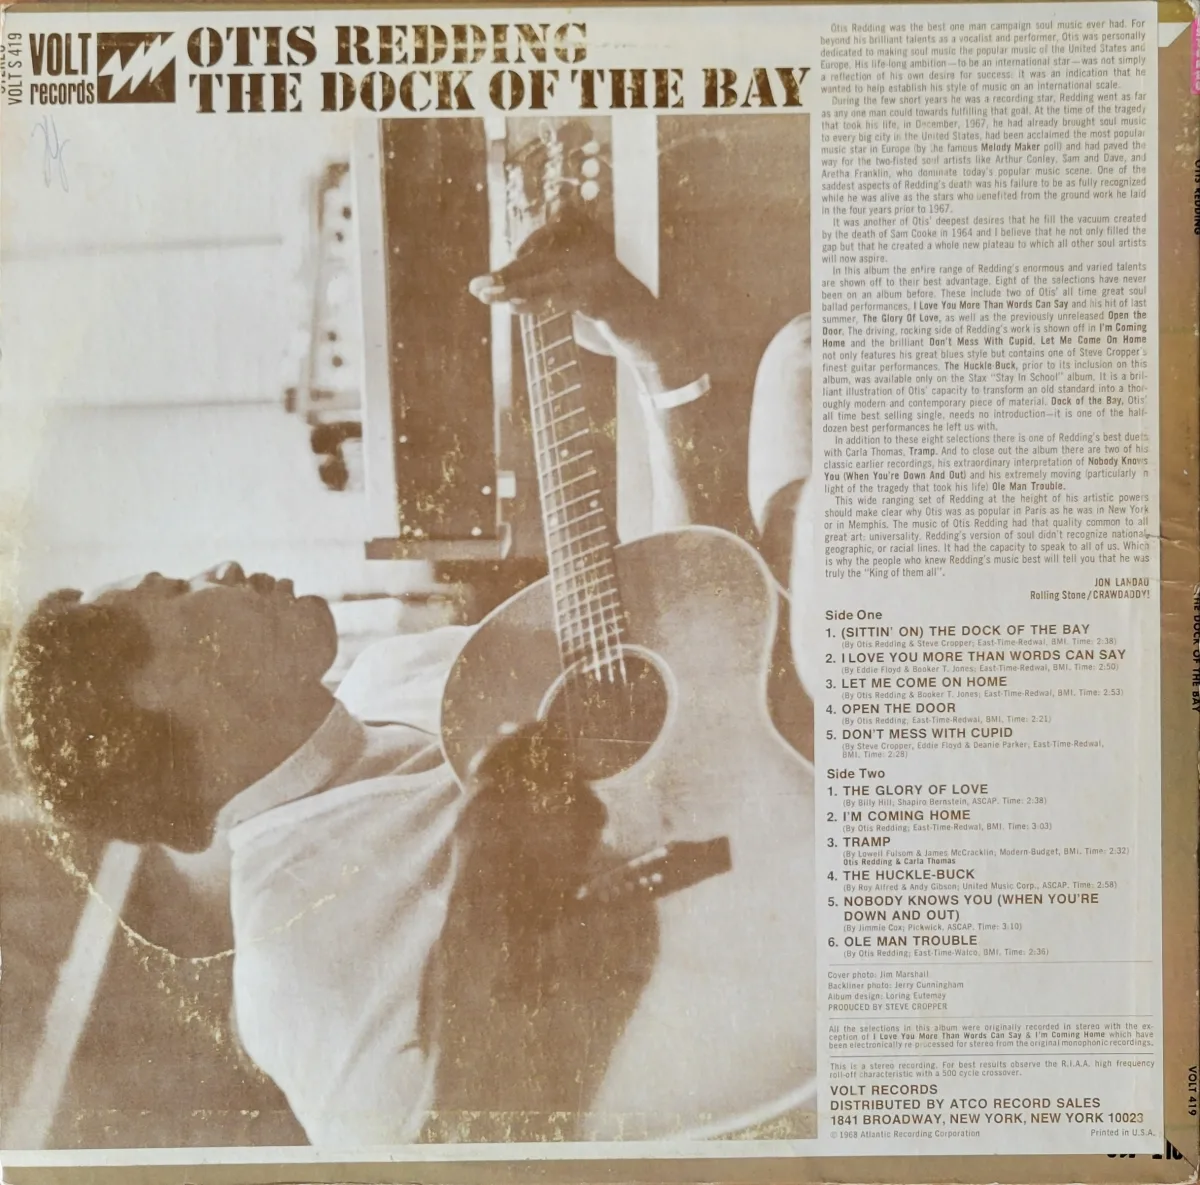 STEREO
VOLT S 419
VOLT
records
OTIS REDDING
THE DOCK OF THE BAY
Otis Redding was the best one man campaign soul music ever had. For
beyond his brilliant talents as a vocalist and performer, Otis was personally
dedicated to making soul music the popular music of the United States and
Europe. His life-long ambition—to be an international star—was not simply
a reflection of his own desire for success: it was an indication that he
wanted to help establish his style of music on an international scale.
During the few short years he was a recording star, Redding went as far
as any one man could towards fulfilling that goal. At the time of the tragedy
that took his life, in December, 1967, he had already brought soul music
to every big city in the United States, had been acclaimed the most popular
music star in Europe (by the famous Melody Maker poll) and had paved the
way for the two-fisted soul artists like Arthur Conley, Sam and Dave, and
Aretha Franklin, who dominate today's popular music scene. One of the
saddest aspects of Redding's death was his failure to be as fully recognized
while he was alive as the stars who benefited from the ground work he laid
in the four years prior to 1967.
It was another of Otis' deepest desires that he fill the vacuum created
by the death of Sam Cooke in 1964 and I believe that he not only filled the
gap but that he created a whole new plateau to which all other soul artists
will now aspire.
In this album the entire range of Redding's enormous and varied talents
are shown off to their best advantage. Eight of the selections have never
been on an album before. These include two of Otis' all time great soul
ballad performances, I Love You More Than Words Can Say and his hit of last
summer, The Glory Of Love, as well as the previously unreleased Open the
Door. The driving, rocking side of Redding's work is shown off in I'm Coming
Home and the brilliant Don't Mess With Cupid. Let Me Come On Home
not only features his great blues style but contains one of Steve Cropper's
finest guitar performances. The Huckle-Buck, prior to its inclusion on this
album, was available only on the Stax "Stay In School" album. It is a bril-
liant illustration of Otis' capacity to transform an old standard into a thor-
oughly modern and contemporary piece of material. Dock of the Bay, Otis'
all time best selling single, needs no introduction—it is one of the half-
dozen best performances he left us with.
In addition to these eight selections there is one of Redding's best duets
with Carla Thomas, Tramp. And to close out the album there are two of his
classic earlier recordings, his extraordinary interpretation of Nobody Knows
You (When You're Down And Out) and his extremely moving (particularly in
light of the tragedy that took his life) Ole Man Trouble.
This wide ranging set of Redding at the height of his artistic powers
should make clear why Otis was as popular in Paris as he was in New York
or in Memphis. The music of Otis Redding had that quality common to all
great art: universality. Redding's version of soul didn't recognize national,
geographic, or racial lines. It had the capacity to speak to all of us. Which
is why the people who knew Redding's music best will tell you that he was
truly the "King of them all".
JON LANDAU
Rolling Stone/CRAWDADDY!
Side One
1. (SITTIN' ON) THE DOCK OF THE BAY
(By Otis Redding & Steve Cropper; East-Time-Redwal, BMI. Time: 2:38)
2. I LOVE YOU MORE THAN WORDS CAN SAY
(By Eddie Floyd & Booker T. Jones; East-Time-Redwal, BMI. Time: 2:50)
3. LET ME COME ON HOME
(By Otis Redding & Booker T. Jones; East-Time-Redwal, BMI. Time: 2:53)
4. OPEN THE DOOR
(By Otis Redding, East-Time-Redwal, BMI. Time: 2:21)
5. DON'T MESS WITH CUPID
(By Steve Cropper, Eddie Floyd & Deanie Parker, East-Time-Redwal,
BMI. Time: 2:28)
Side Two
1. THE GLORY OF LOVE
(By Billy Hill, Shapiro Bernstein, ASCAP. Time: 2:38)
2. I'M COMING HOME
(By Otis Redding; East-Time-Redwal, BMI. Time: 3:03)
3. TRAMP
(By Lowell Fulsom & James McCracklin; Modern-Budget, BMI. Time: 2:32)
Otis Redding & Carla Thomas
4. THE HUCKLE-BUCK
(By Roy Alfred & Andy Gibson; United Music Corp., ASCAP. Time: 2:58)
5. NOBODY KNOWS YOU (WHEN YOU'RE
DOWN AND OUT)
(By Jimmie Cox; Pickwick, ASCAP. Time: 3:10)
6. OLE MAN TROUBLE
(By Otis Redding; East-Time-Walco, BMI. Time: 2:36)
Cover photo: Jim Marshall
Backliner photo: Jerry Cunningham
Album design: Loring Eutemey
PRODUCED BY STEVE CROPPER
All the selections in this album were originally recorded in stereo with the ex-
ception of I Love You More Than Words Can Say & I'm Coming Home which have
been electronically re-processed for stereo from the original monophonic recordings.
This is a stereo recording. For best results observe the R.I.A.A. high frequency
roll-off characteristic with a 500 cycle crossover.
VOLT RECORDS
DISTRIBUTED BY ATCO RECORD SALES
1841 BROADWAY, NEW YORK, NEW YORK 10023
© 1968 Atlantic Recording Corporation
Printed in U.S.A.
OTIS REDDING
THE DOCK OF THE BAY
VOLT 419